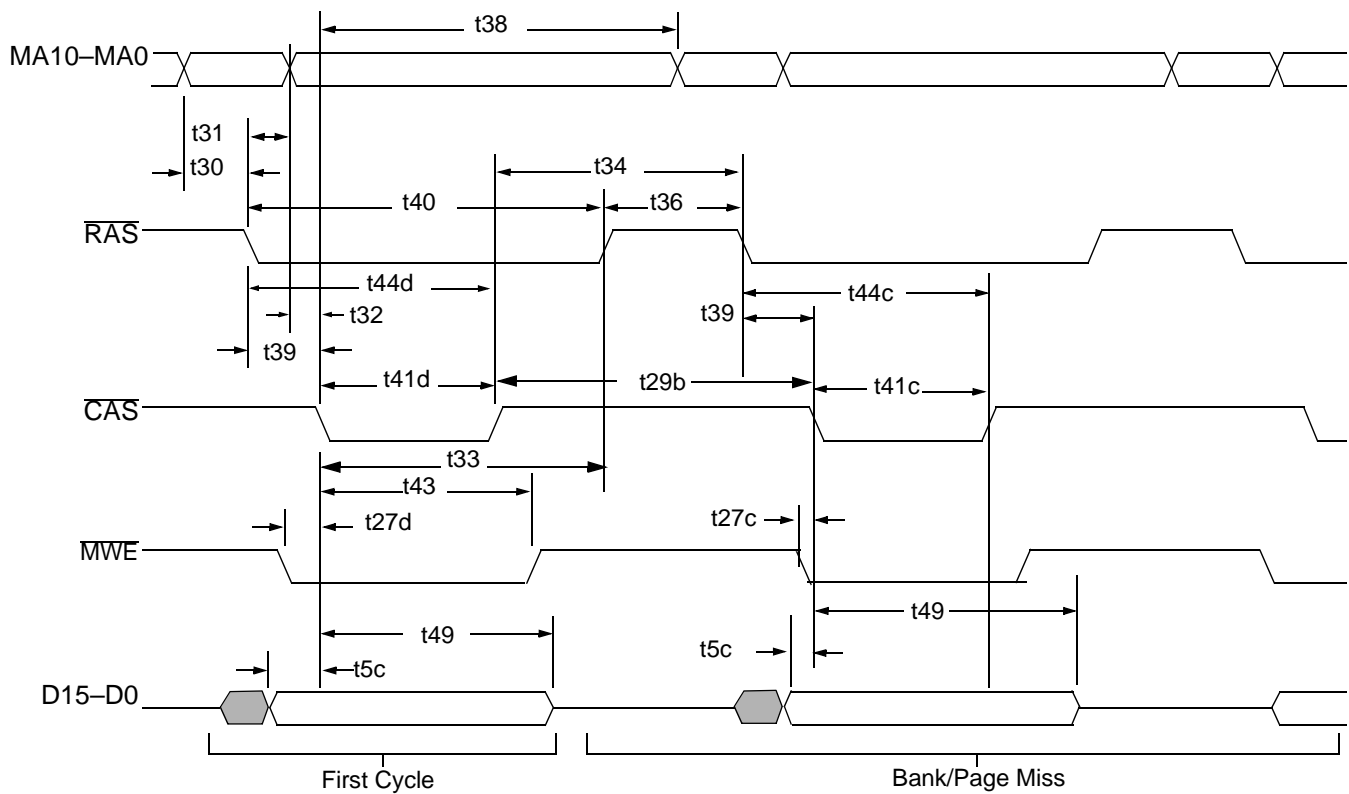 t38
MA10–MA0
t31
t30
t34
t40
t36
RAS
t44d
t44c
t32
t39
t39
t41d
t29b
t41c
CAS
t33
t43
t27d
t27c
MWE
t49
t49
t5c
t5c
D15–D0
First Cycle
Bank/Page Miss